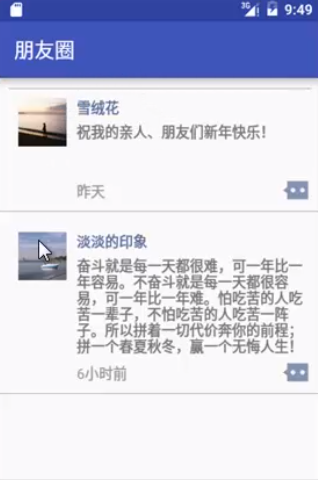 3G 9:49
朋友圈
雪绒花
祝我的亲人、朋友们新年快乐！
昨天
淡淡的印象
奋斗就是每一天都很难，可一年比一
年容易。不奋斗就是每一天都很容
易，可一年比一年难。怕吃苦的人吃
苦一辈子，不怕吃苦的人吃苦一阵
子。所以拼着一切代价奔你的前程；
拼一个春夏秋冬，赢一个无悔人生！
6小时前